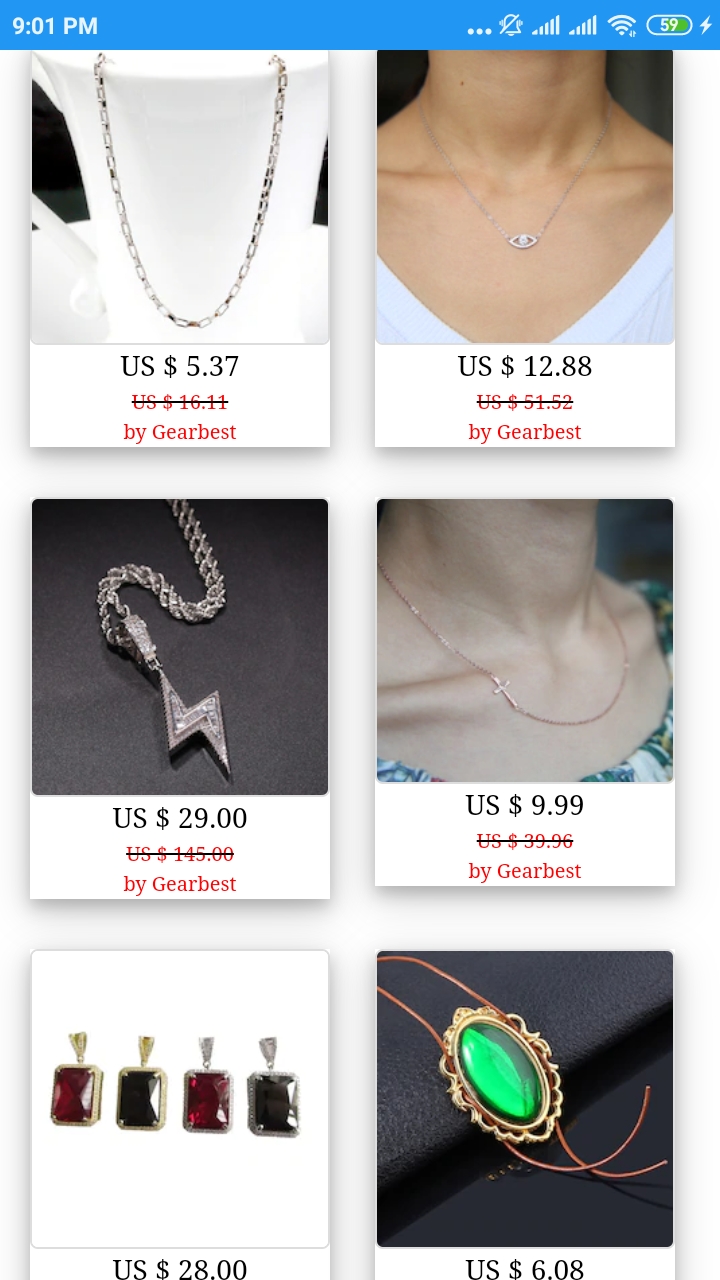 9:01 PM
59
US $ 5.37
US $ 16.11
by Gearbest
US $ 12.88
US $ 51.52
by Gearbest
US $ 29.00
US $ 145.00
by Gearbest
US $ 9.99
US $ 39.96
by Gearbest
US $ 28.00
US $ 6.08